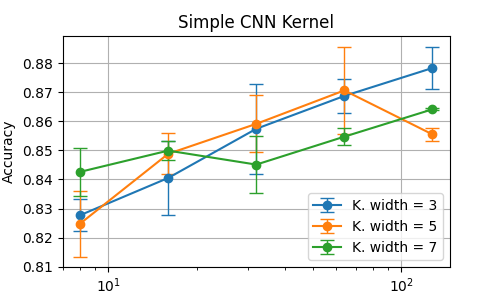 Simple CNN Kernel
Accuracy
0.88
0.87
0.86
0.85
0.84
0.83
0.82
0.81
10¹
10²
K. width = 3
K. width = 5
K. width = 7